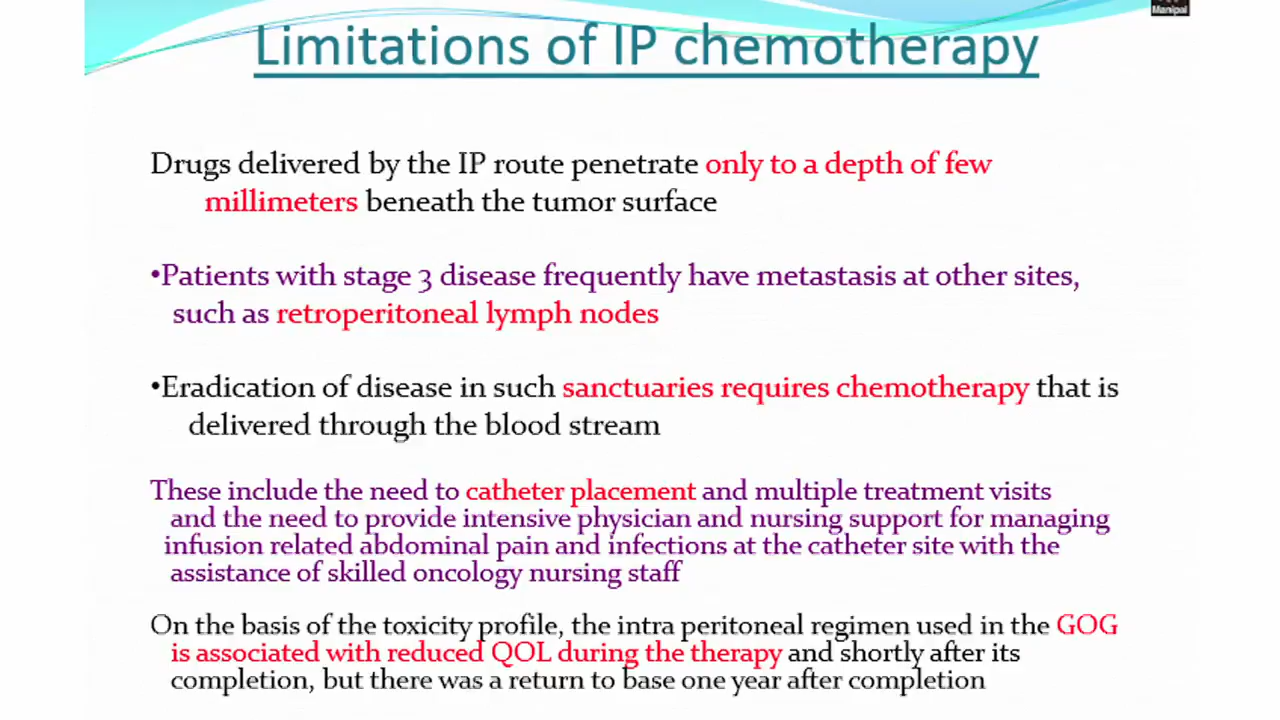 Manipal
Limitations of IP chemotherapy
Drugs delivered by the IP route penetrate only to a depth of few
millimeters beneath the tumor surface
•Patients with stage 3 disease frequently have metastasis at other sites,
such as retroperitoneal lymph nodes
•Eradication of disease in such sanctuaries requires chemotherapy that is
delivered through the blood stream
These include the need to catheter placement and multiple treatment visits
and the need to provide intensive physician and nursing support for managing
infusion related abdominal pain and infections at the catheter site with the
assistance of skilled oncology nursing staff
On the basis of the toxicity profile, the intra peritoneal regimen used in the GOG
is associated with reduced QOL during the therapy and shortly after its
completion, but there was a return to base one year after completion